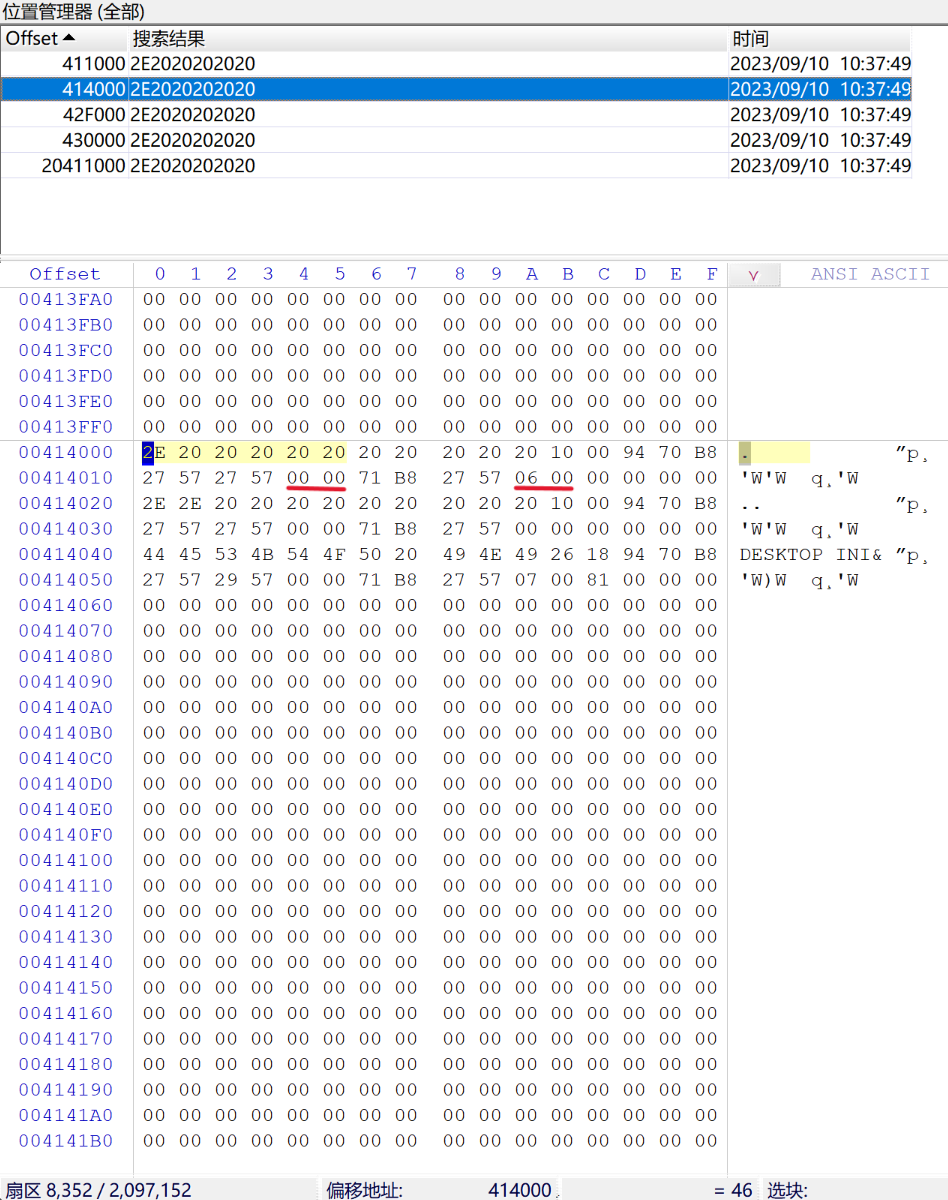 位置管理器 (全部)
Offset 搜索结果 时间
411000 2E2020202020 2023/09/10 10:37:49
414000 2E2020202020 2023/09/10 10:37:49
42F000 2E2020202020 2023/09/10 10:37:49
430000 2E2020202020 2023/09/10 10:37:49
20411000 2E2020202020 2023/09/10 10:37:49
Offset 0 1 2 3 4 5 6 7 8 9 A B C D E F ANSI ASCII
00413FA0 00 00 00 00 00 00 00 00 00 00 00 00 00 00 00 00
00413FB0 00 00 00 00 00 00 00 00 00 00 00 00 00 00 00 00
00413FC0 00 00 00 00 00 00 00 00 00 00 00 00 00 00 00 00
00413FD0 00 00 00 00 00 00 00 00 00 00 00 00 00 00 00 00
00413FE0 00 00 00 00 00 00 00 00 00 00 00 00 00 00 00 00
00413FF0 00 00 00 00 00 00 00 00 00 00 00 00 00 00 00 00
00414000 2E 20 20 20 20 20 20 20 20 20 20 10 00 94 70 B8 . ”p¸
00414010 27 57 27 57 00 00 71 B8 27 57 06 00 00 00 00 00 'W'W q¸'W
00414020 2E 2E 20 20 20 20 20 20 20 20 20 10 00 94 70 B8 .. ”p¸
00414030 27 57 27 57 00 00 71 B8 27 57 00 00 00 00 00 00 'W'W q¸'W
00414040 44 45 53 4B 54 4F 50 20 49 4E 49 26 18 94 70 B8 DESKTOP INI& ”p¸
00414050 27 57 29 57 00 00 71 B8 27 57 07 00 81 00 00 00 'W)W q¸'W
00414060 00 00 00 00 00 00 00 00 00 00 00 00 00 00 00 00
00414070 00 00 00 00 00 00 00 00 00 00 00 00 00 00 00 00
00414080 00 00 00 00 00 00 00 00 00 00 00 00 00 00 00 00
00414090 00 00 00 00 00 00 00 00 00 00 00 00 00 00 00 00
004140A0 00 00 00 00 00 00 00 00 00 00 00 00 00 00 00 00
004140B0 00 00 00 00 00 00 00 00 00 00 00 00 00 00 00 00
004140C0 00 00 00 00 00 00 00 00 00 00 00 00 00 00 00 00
004140D0 00 00 00 00 00 00 00 00 00 00 00 00 00 00 00 00
004140E0 00 00 00 00 00 00 00 00 00 00 00 00 00 00 00 00
004140F0 00 00 00 00 00 00 00 00 00 00 00 00 00 00 00 00
00414100 00 00 00 00 00 00 00 00 00 00 00 00 00 00 00 00
00414110 00 00 00 00 00 00 00 00 00 00 00 00 00 00 00 00
00414120 00 00 00 00 00 00 00 00 00 00 00 00 00 00 00 00
00414130 00 00 00 00 00 00 00 00 00 00 00 00 00 00 00 00
00414140 00 00 00 00 00 00 00 00 00 00 00 00 00 00 00 00
00414150 00 00 00 00 00 00 00 00 00 00 00 00 00 00 00 00
00414160 00 00 00 00 00 00 00 00 00 00 00 00 00 00 00 00
00414170 00 00 00 00 00 00 00 00 00 00 00 00 00 00 00 00
00414180 00 00 00 00 00 00 00 00 00 00 00 00 00 00 00 00
00414190 00 00 00 00 00 00 00 00 00 00 00 00 00 00 00 00
004141A0 00 00 00 00 00 00 00 00 00 00 00 00 00 00 00 00
004141B0 00 00 00 00 00 00 00 00 00 00 00 00 00 00 00 00
扇区 8,352 / 2,097,152 偏移地址: 414000 = 46 选块: